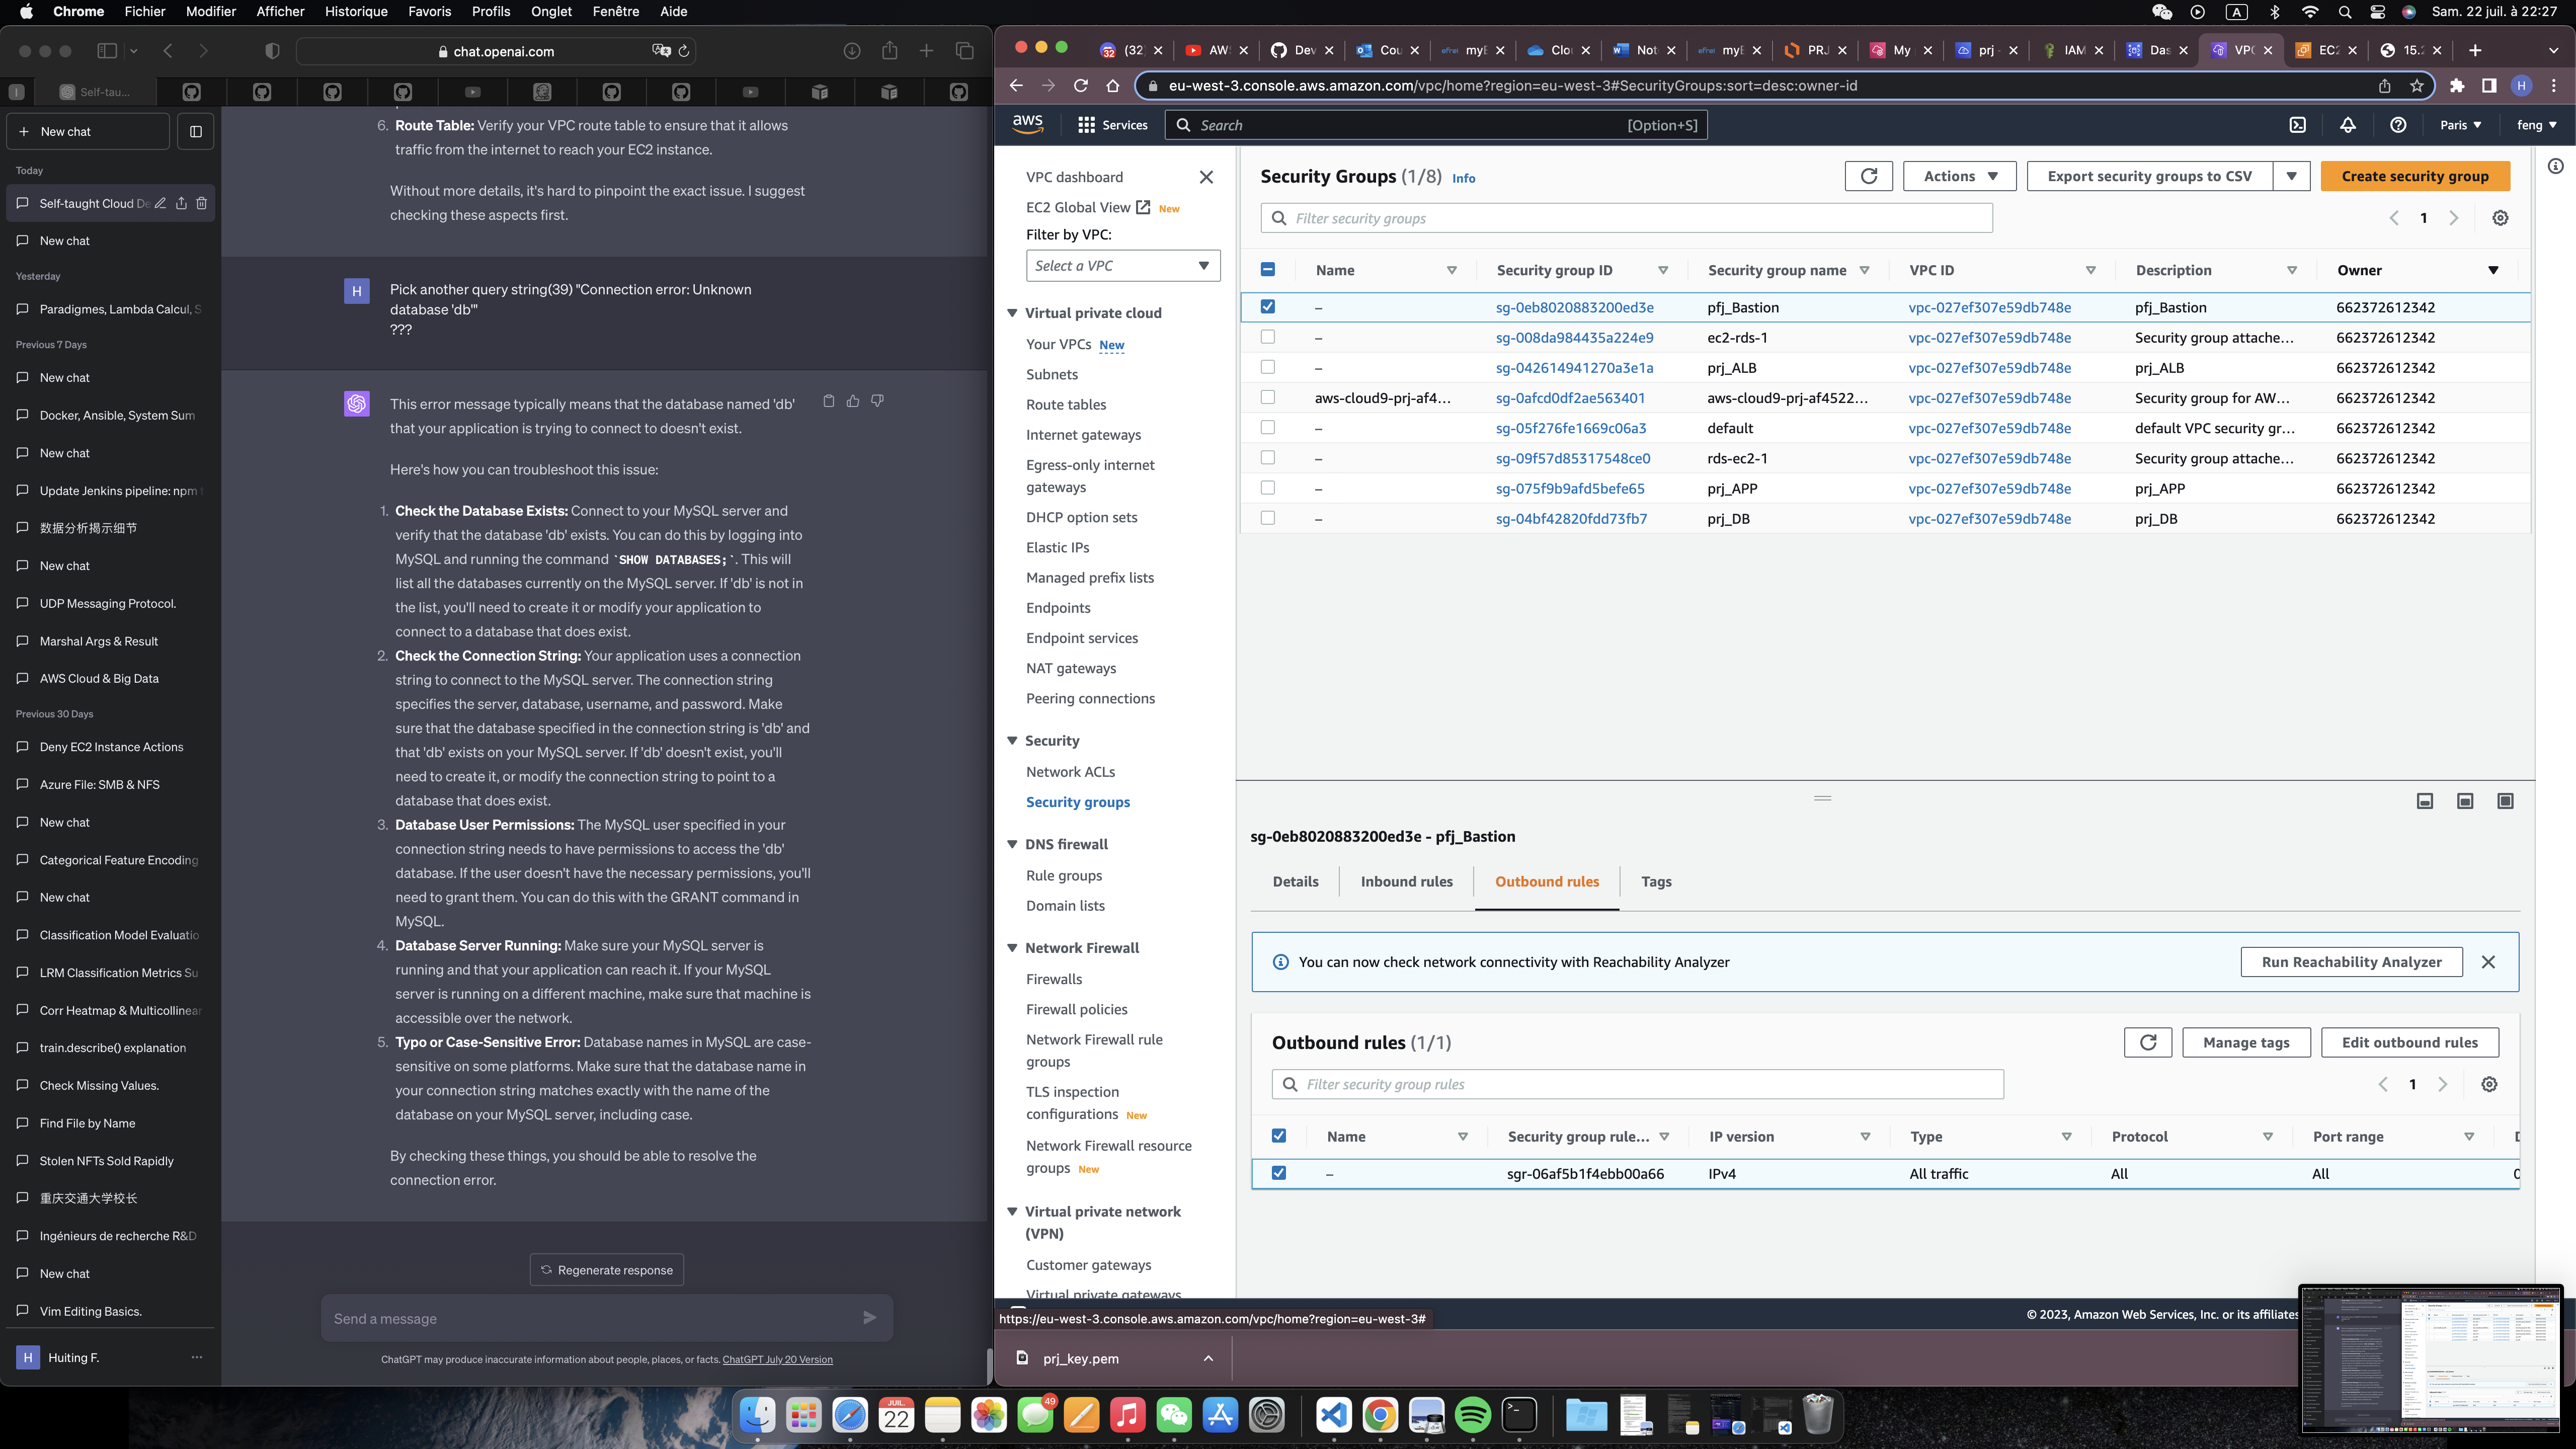 Chrome Fichier Modifier Afficher Historique Favoris Profils Onglet Fenêtre Aide
A Sam. 22 juil. à 22:27
chat.openai.com
Self-tau...
New chat
Today
Self-taught Cloud De
New chat
Yesterday
Paradigmes, Lambda Calcul, S
Previous 7 Days
New chat
Docker, Ansible, System Sum
New chat
Update Jenkins pipeline: npm
数据分析揭示细节
New chat
UDP Messaging Protocol.
Marshal Args & Result
AWS Cloud & Big Data
Previous 30 Days
Deny EC2 Instance Actions
Azure File: SMB & NFS
New chat
Categorical Feature Encoding
New chat
Classification Model Evaluatio
LRM Classification Metrics Su
Corr Heatmap & Multicollinear
train.describe() explanation
Check Missing Values.
Find File by Name
Stolen NFTs Sold Rapidly
重庆交通大学校长
Ingénieurs de recherche R&D
New chat
Vim Editing Basics.
H Huiting F. ...
6. Route Table: Verify your VPC route table to ensure that it allows
traffic from the internet to reach your EC2 instance.
Without more details, it's hard to pinpoint the exact issue. I suggest
checking these aspects first.
H
Pick another query string(39) "Connection error: Unknown
database 'db'"
???
This error message typically means that the database named 'db'
that your application is trying to connect to doesn't exist.
Here's how you can troubleshoot this issue:
1. Check the Database Exists: Connect to your MySQL server and
verify that the database 'db' exists. You can do this by logging into
MySQL and running the command `SHOW DATABASES;`. This will
list all the databases currently on the MySQL server. If 'db' is not in
the list, you'll need to create it or modify your application to
connect to a database that does exist.
2. Check the Connection String: Your application uses a connection
string to connect to the MySQL server. The connection string
specifies the server, database, username, and password. Make
sure that the database specified in the connection string is 'db' and
that 'db' exists on your MySQL server. If 'db' doesn't exist, you'll
need to create it, or modify the connection string to point to a
database that does exist.
3. Database User Permissions: The MySQL user specified in your
connection string needs to have permissions to access the 'db'
database. If the user doesn't have the necessary permissions, you'll
need to grant them. You can do this with the GRANT command in
MySQL.
4. Database Server Running: Make sure your MySQL server is
running and that your application can reach it. If your MySQL
server is running on a different machine, make sure that machine is
accessible over the network.
5. Typo or Case-Sensitive Error: Database names in MySQL are case-
sensitive on some platforms. Make sure that the database name in
your connection string matches exactly with the name of the
database on your MySQL server, including case.
By checking these things, you should be able to resolve the
connection error.
Regenerate response
Send a message
ChatGPT may produce inaccurate information about people, places, or facts. ChatGPT July 20 Version
32 (32) AW Dev Cou efrei myE Clou Not efrei myE PRJ My prj IAM Das VPC EC2 15.2
eu-west-3.console.aws.amazon.com/vpc/home?region=eu-west-3#SecurityGroups:sort=desc:owner-id H
aws Services Search [Option+S] Paris feng
VPC dashboard
EC2 Global View New
Filter by VPC:
Select a VPC
Virtual private cloud
Your VPCs New
Subnets
Route tables
Internet gateways
Egress-only internet
gateways
DHCP option sets
Elastic IPs
Managed prefix lists
Endpoints
Endpoint services
NAT gateways
Peering connections
Security
Network ACLs
Security groups
DNS firewall
Rule groups
Domain lists
Network Firewall
Firewalls
Firewall policies
Network Firewall rule
groups
TLS inspection
configurations New
Network Firewall resource
groups New
Virtual private network
(VPN)
Customer gateways
Virtual private gateways
Security Groups (1/8) Info
Actions Export security groups to CSV Create security group
Filter security groups
1
Name Security group ID Security group name VPC ID Description Owner
– sg-0eb8020883200ed3e pfj_Bastion vpc-027ef307e59db748e pfj_Bastion 662372612342
– sg-008da984435a224e9 ec2-rds-1 vpc-027ef307e59db748e Security group attache... 662372612342
– sg-042614941270a3e1a prj_ALB vpc-027ef307e59db748e prj_ALB 662372612342
aws-cloud9-prj-af4... sg-0afcd0df2ae563401 aws-cloud9-prj-af4522... vpc-027ef307e59db748e Security group for AW... 662372612342
– sg-05f276fe1669c06a3 default vpc-027ef307e59db748e default VPC security gr... 662372612342
– sg-09f57d85317548ce0 rds-ec2-1 vpc-027ef307e59db748e Security group attache... 662372612342
– sg-075f9b9afd5befe65 prj_APP vpc-027ef307e59db748e prj_APP 662372612342
– sg-04bf42820fdd73fb7 prj_DB vpc-027ef307e59db748e prj_DB 662372612342
sg-0eb8020883200ed3e - pfj_Bastion
Details Inbound rules Outbound rules Tags
You can now check network connectivity with Reachability Analyzer
Run Reachability Analyzer
Outbound rules (1/1)
Manage tags Edit outbound rules
Filter security group rules
1
Name Security group rule... IP version Type Protocol Port range
– sgr-06af5b1f4ebb00a66 IPv4 All traffic All All
© 2023, Amazon Web Services, Inc. or its affiliates
https://eu-west-3.console.aws.amazon.com/vpc/home?region=eu-west-3#
prj_key.pem
JUIL.
22
49